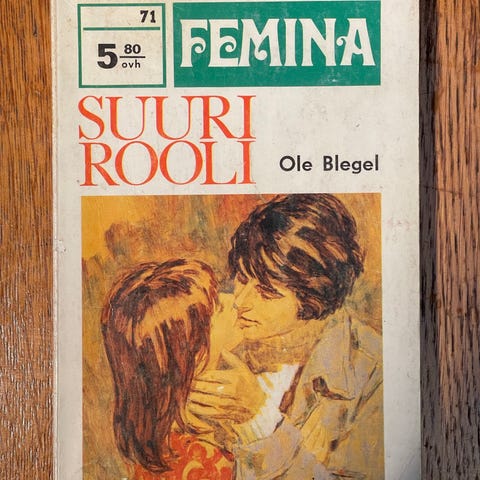 71
5 80
ovh
FEMINA
SUURI
ROOLI
Ole Blegel